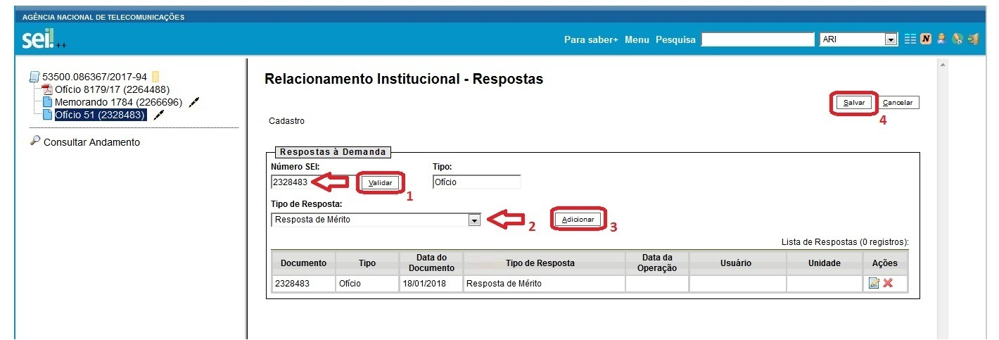 AGÊNCIA NACIONAL DE TELECOMUNICAÇÕES
sei! ++
Para saber+ Menu Pesquisa ARI
53500.086367/2017-94
Ofício 8179/17 (2264488)
Memorando 1784 (2266696)
Ofício 51 (2328483)
Consultar Andamento
Relacionamento Institucional - Respostas
Salvar Cancelar
4
Cadastro
Respostas à Demanda
Número SEI: Tipo:
2328483 Validar Ofício
1
Tipo de Resposta:
Resposta de Mérito 2 Adicionar 3
Lista de Respostas (0 registros):
Documento Tipo Data do Documento Tipo de Resposta Data da Operação Usuário Unidade Ações
2328483 Ofício 18/01/2018 Resposta de Mérito